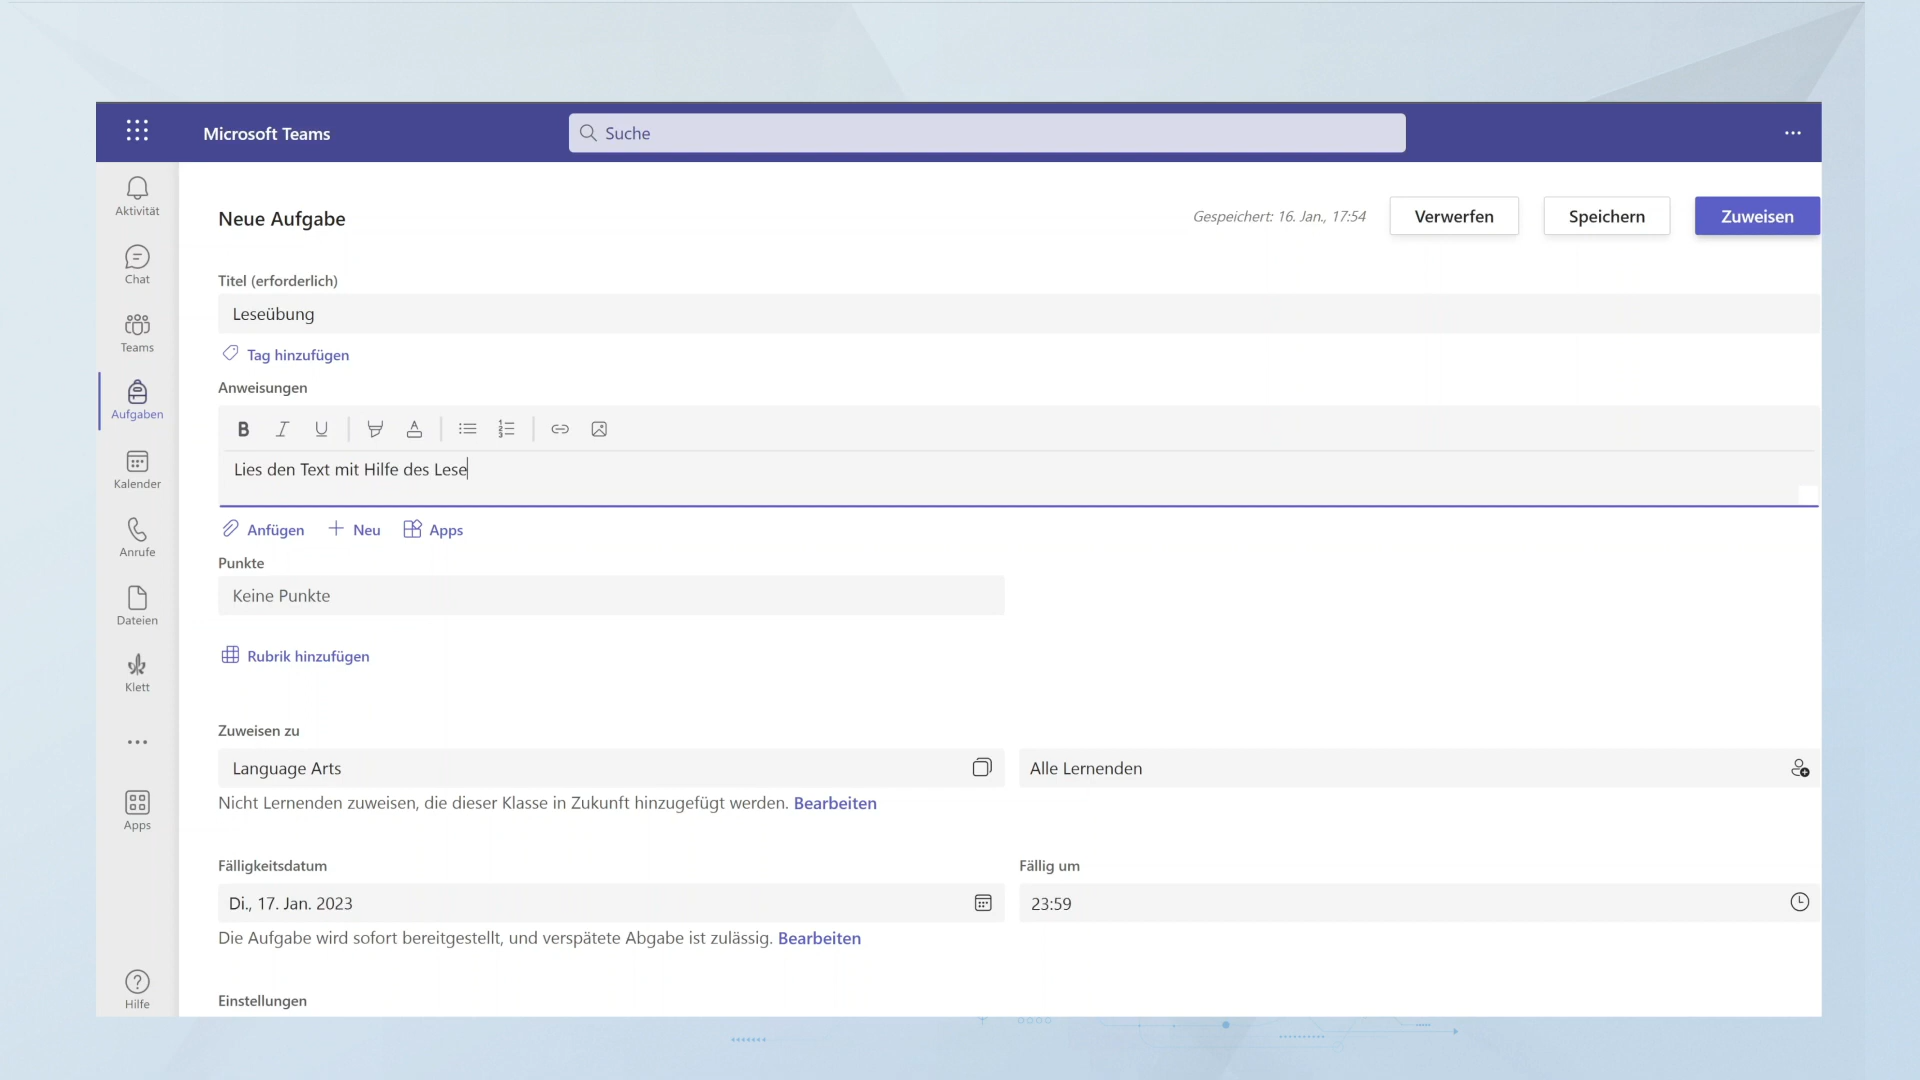 Microsoft Teams
Suche
Aktivität
Chat
Teams
Aufgaben
Kalender
Anrufe
Dateien
Klett
Apps
Hilfe
Neue Aufgabe
Gespeichert: 16. Jan., 17:54
Verwerfen
Speichern
Zuweisen
Titel (erforderlich)
Leseübung
Tag hinzufügen
Anweisungen
Lies den Text mit Hilfe des Lese
Anfügen
Neu
Apps
Punkte
Keine Punkte
Rubrik hinzufügen
Zuweisen zu
Language Arts
Alle Lernenden
Nicht Lernenden zuweisen, die dieser Klasse in Zukunft hinzugefügt werden. Bearbeiten
Fälligkeitsdatum
Fällig um
Di., 17. Jan. 2023
23:59
Die Aufgabe wird sofort bereitgestellt, und verspätete Abgabe ist zulässig. Bearbeiten
Einstellungen